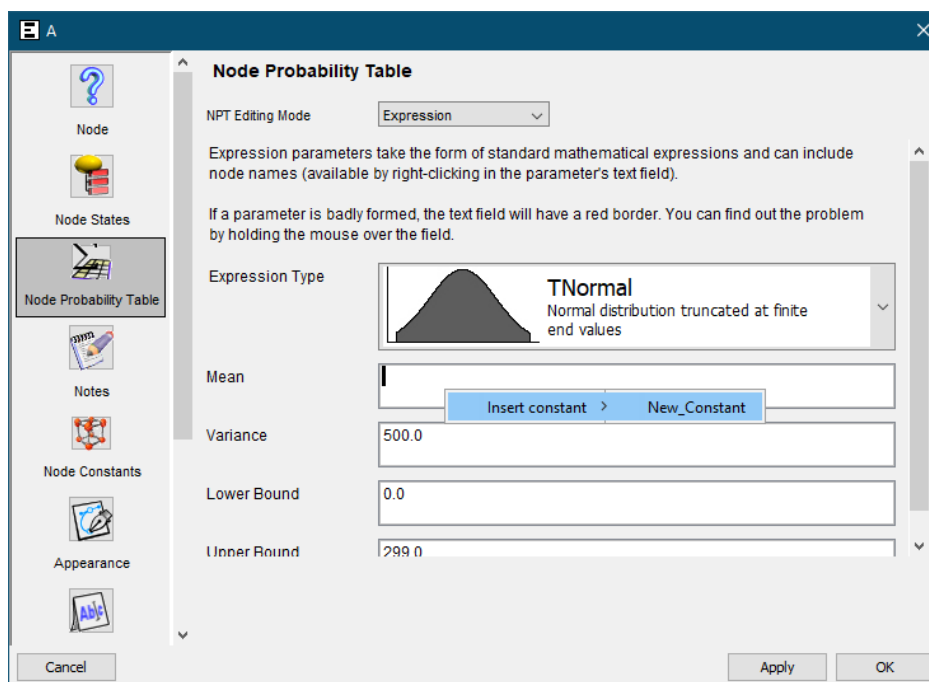 A
Node
Node States
Node Probability Table
Notes
Node Constants
Appearance
Abc
Node Probability Table
NPT Editing Mode
Expression
Expression parameters take the form of standard mathematical expressions and can include
node names (available by right-clicking in the parameter's text field).
If a parameter is badly formed, the text field will have a red border. You can find out the problem
by holding the mouse over the field.
Expression Type
TNormal
Normal distribution truncated at finite
end values
Mean
Insert constant
New_Constant
Variance
500.0
Lower Bound
0.0
Upper Bound
299.0
Cancel
Apply
OK